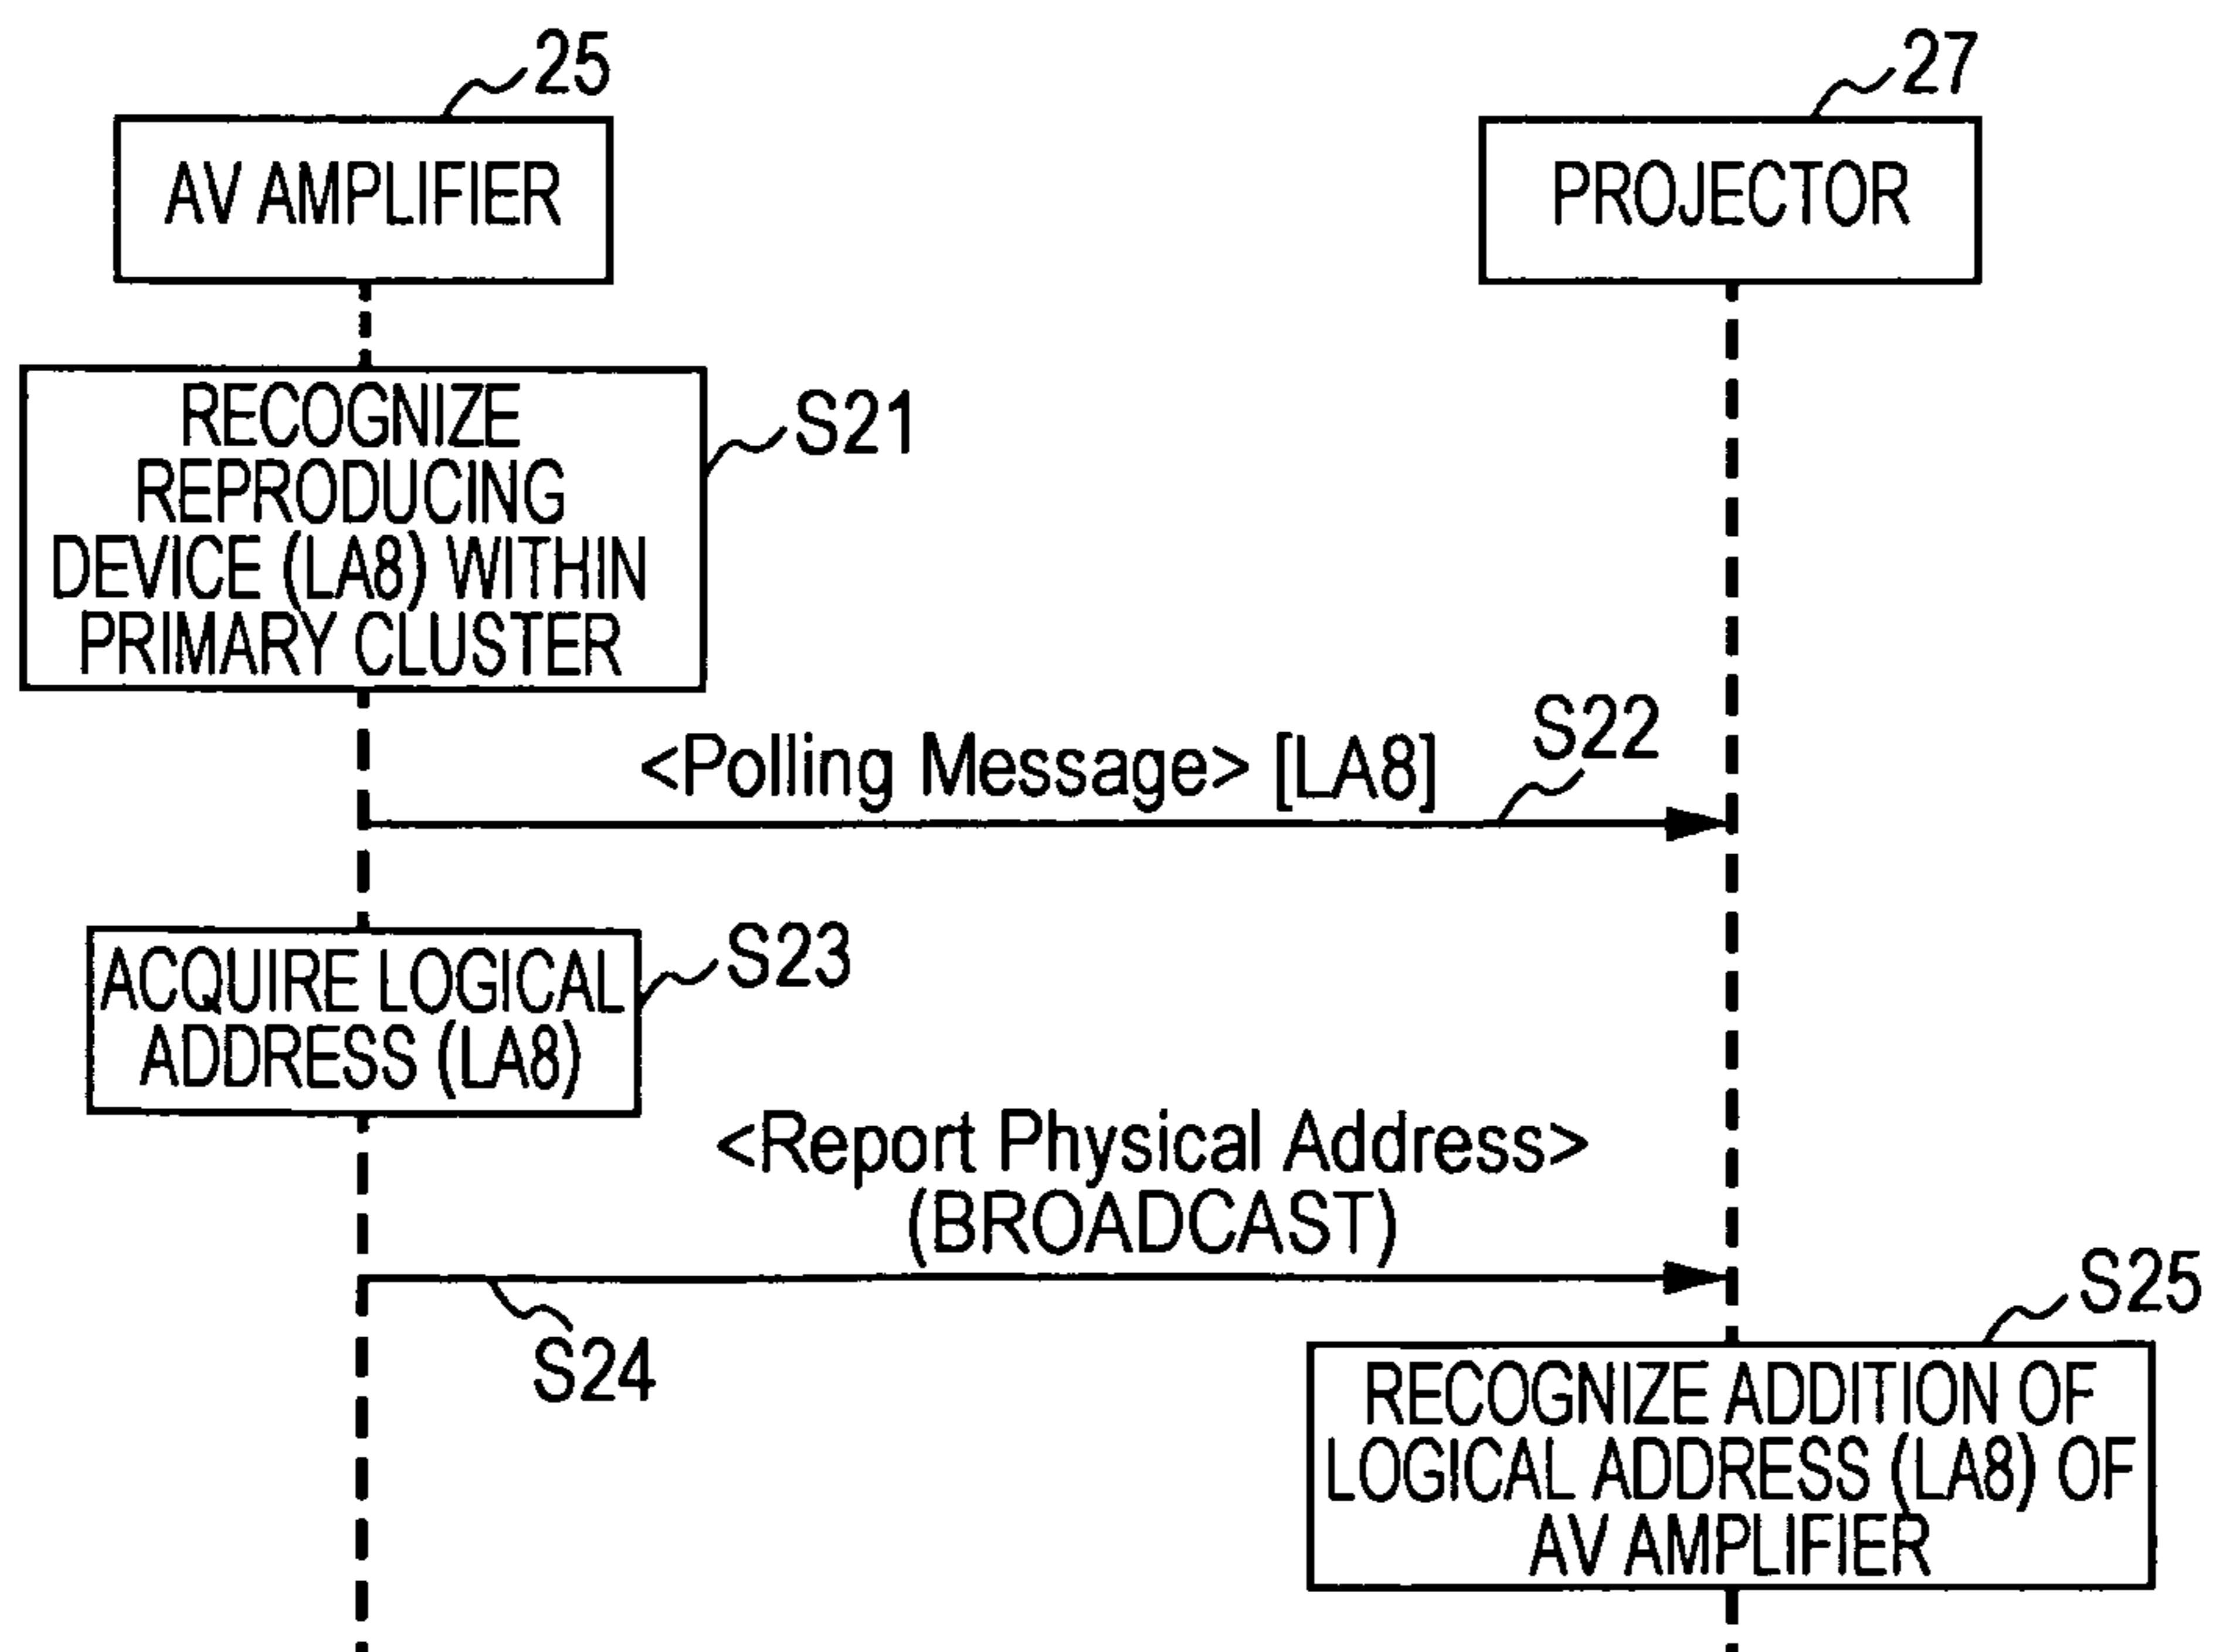 25
27
AV AMPLIFIER
PROJECTOR
RECOGNIZE
REPRODUCING
DEVICE (LA8) WITHIN
PRIMARY CLUSTER
S21
<Polling Message> [LA8]
S22
ACQUIRE LOGICAL
ADDRESS (LA8)
S23
<Report Physical Address>
(BROADCAST)
S24
S25
RECOGNIZE ADDITION OF
LOGICAL ADDRESS (LA8) OF
AV AMPLIFIER